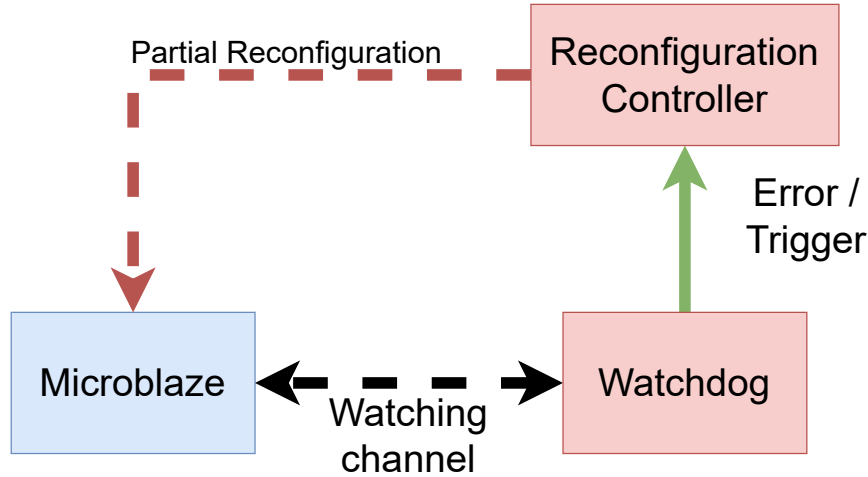 Partial Reconfiguration
Reconfiguration
Controller
Error /
Trigger
Microblaze
Watching
channel
Watchdog